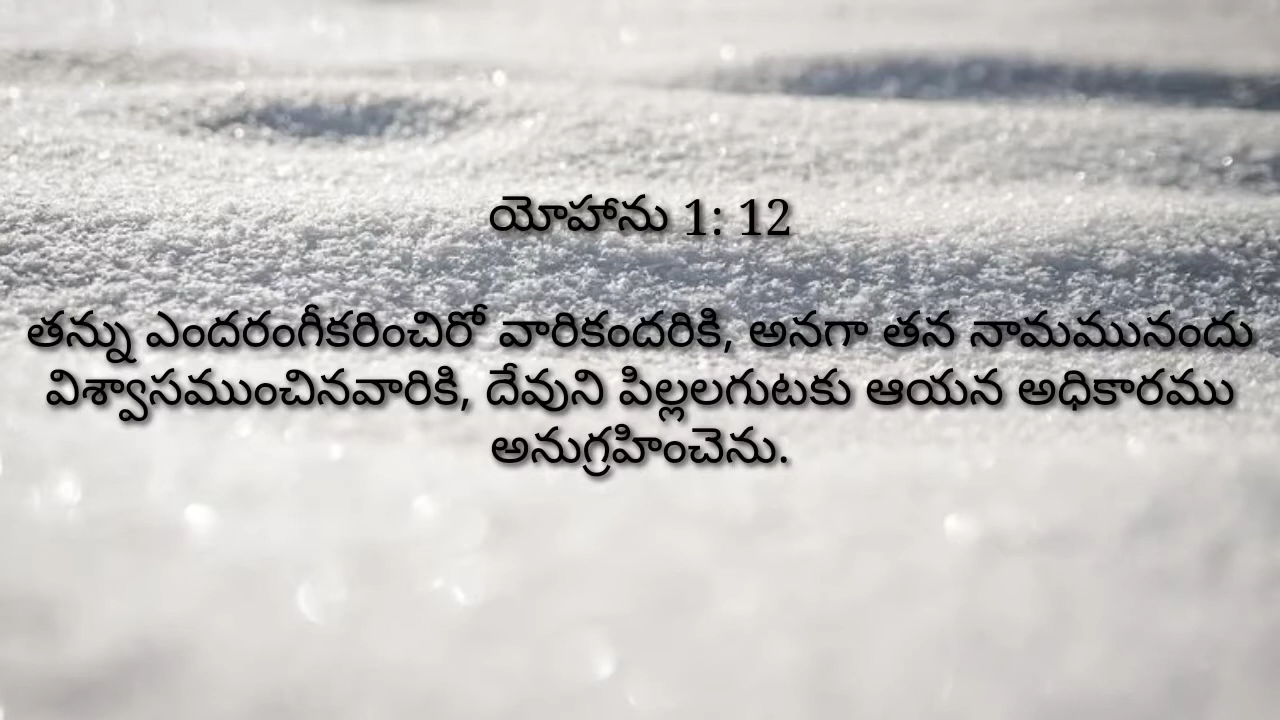 యోహాను 1: 12
తన్ను ఎందరంగీకరించిరో వారికందరికి, అనగా తన నామమునందు
విశ్వాసముంచినవారికి, దేవుని పిల్లలగుటకు ఆయన అధికారము
అనుగ్రహించెను.